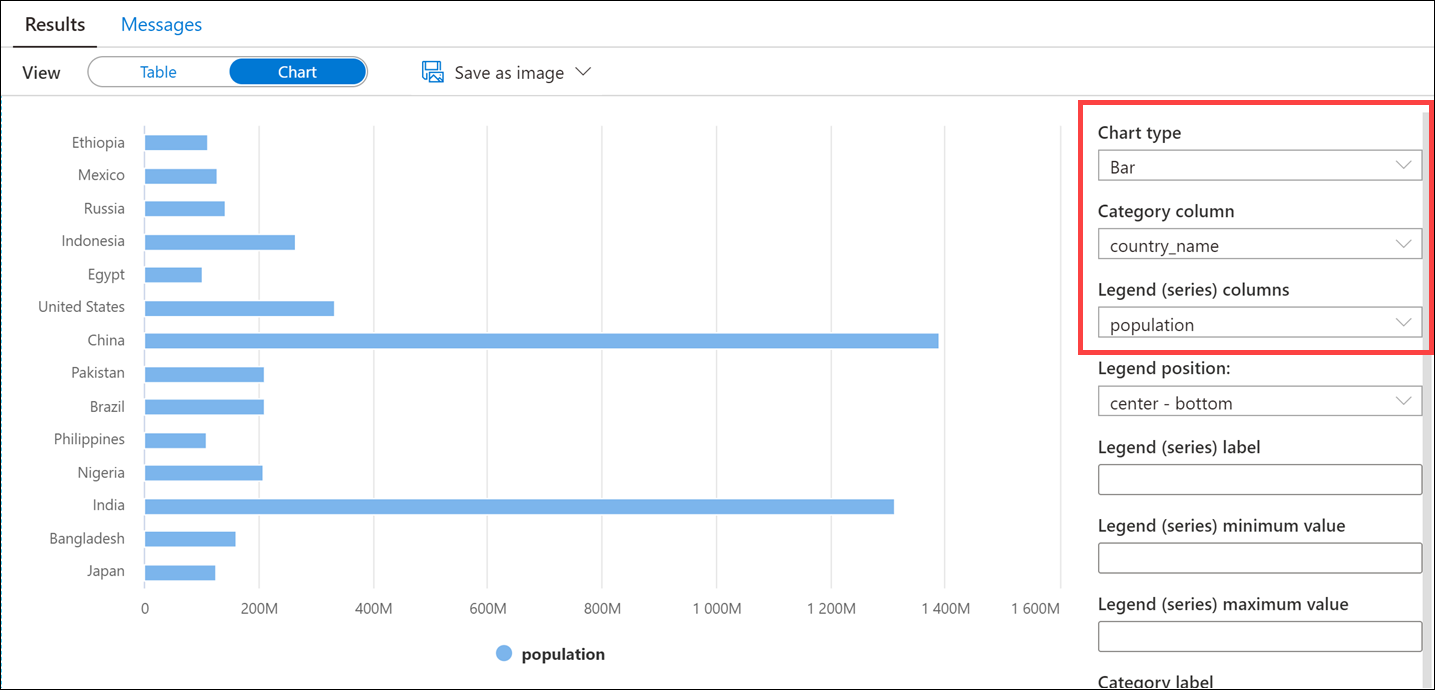 Results Messages
View Table Chart Save as image
Ethiopia
Mexico
Russia
Indonesia
Egypt
United States
China
Pakistan
Brazil
Philippines
Nigeria
India
Bangladesh
Japan
0 200M 400M 600M 800M 1 000M 1 200M 1 400M 1 600M
population
Chart type
Bar
Category column
country_name
Legend (series) columns
population
Legend position:
center - bottom
Legend (series) label
Legend (series) minimum value
Legend (series) maximum value
Category label